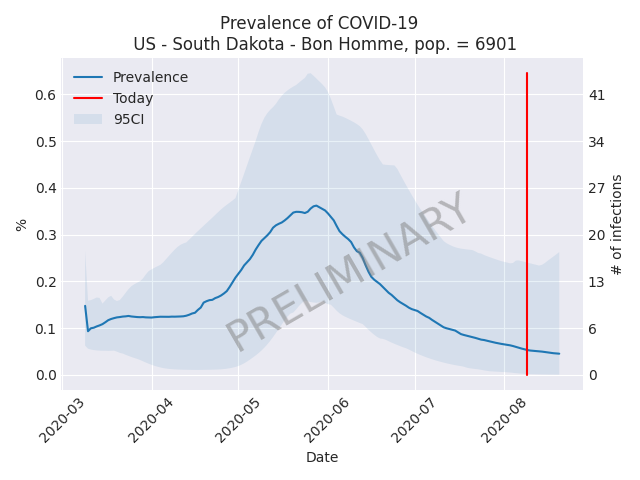 Prevalence of COVID-19
US - South Dakota - Bon Homme, pop. = 6901
Prevalence
Today
95CI
0.6
0.5
0.4
0.3
0.2
0.1
0.0
%
41
34
27
20
13
6
0
# of infections
PRELIMINARY
2020-03
2020-04
2020-05
2020-06
2020-07
2020-08
Date